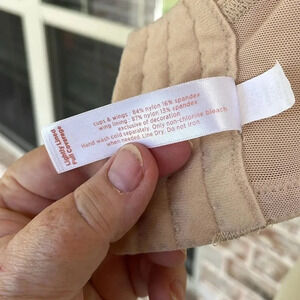 Lightly Lined
Full Coverage
cups & wings: 84% nylon 16% spandex
wing lining: 87% nylon 13% spandex
exclusive of decoration
Hand wash cold separately. Only non-chlorine bleach
when needed. Line Dry. Do not iron.